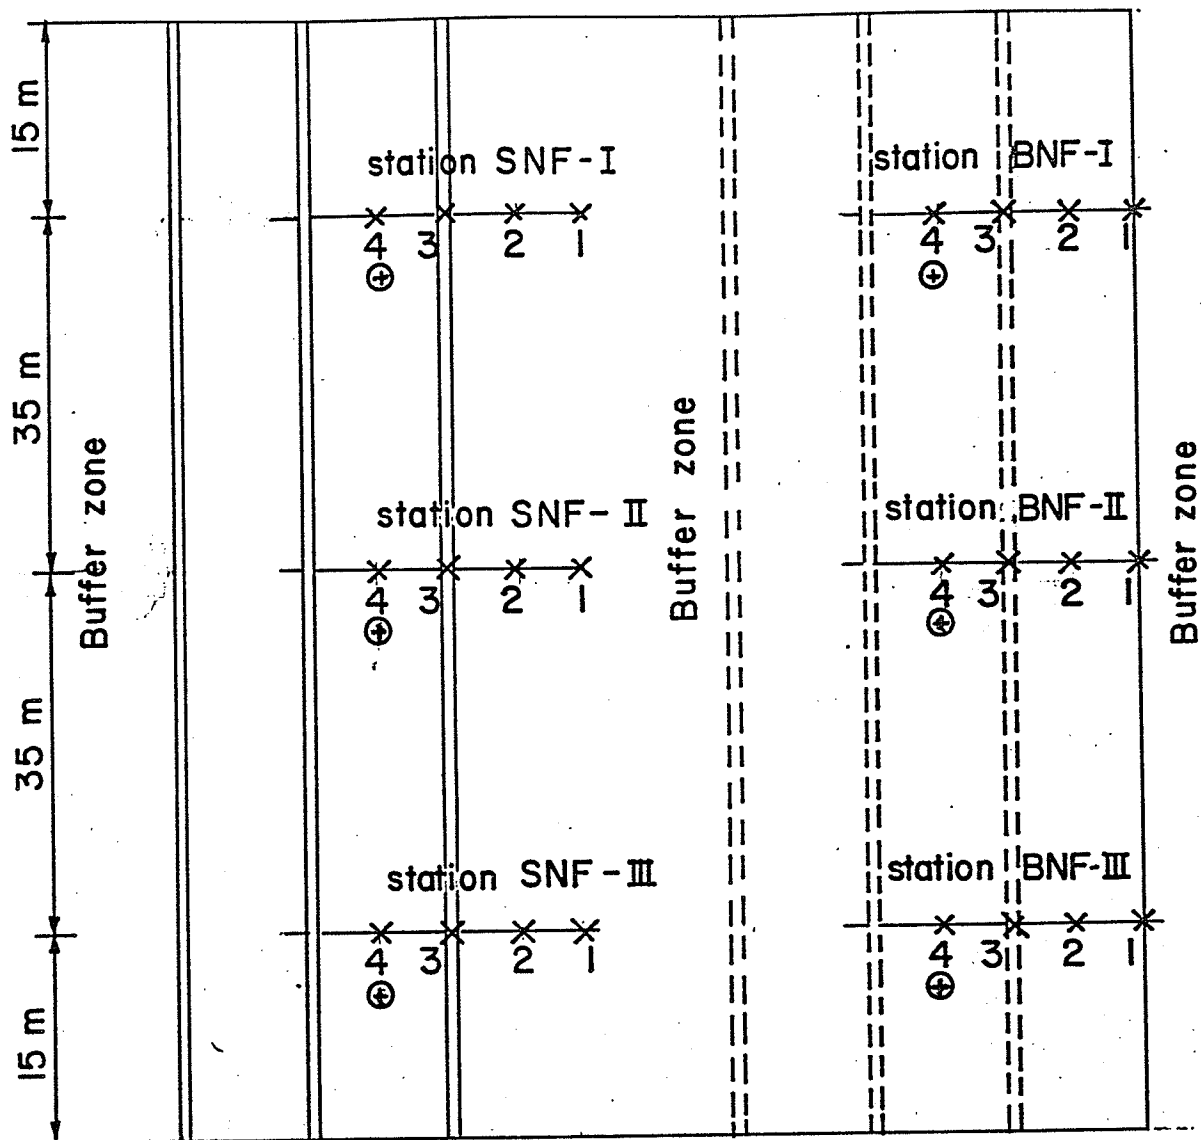 15 m
station SNF-I
station BNF-I
4 3 2 1
4 3 2 1
35 m
Buffer zone
Buffer zone
Buffer zone
station SNF-II
station BNF-II
4 3 2 1
4 3 2 1
35 m
station SNF-III
station BNF-III
4 3 2 1
4 3 2 1
15 m